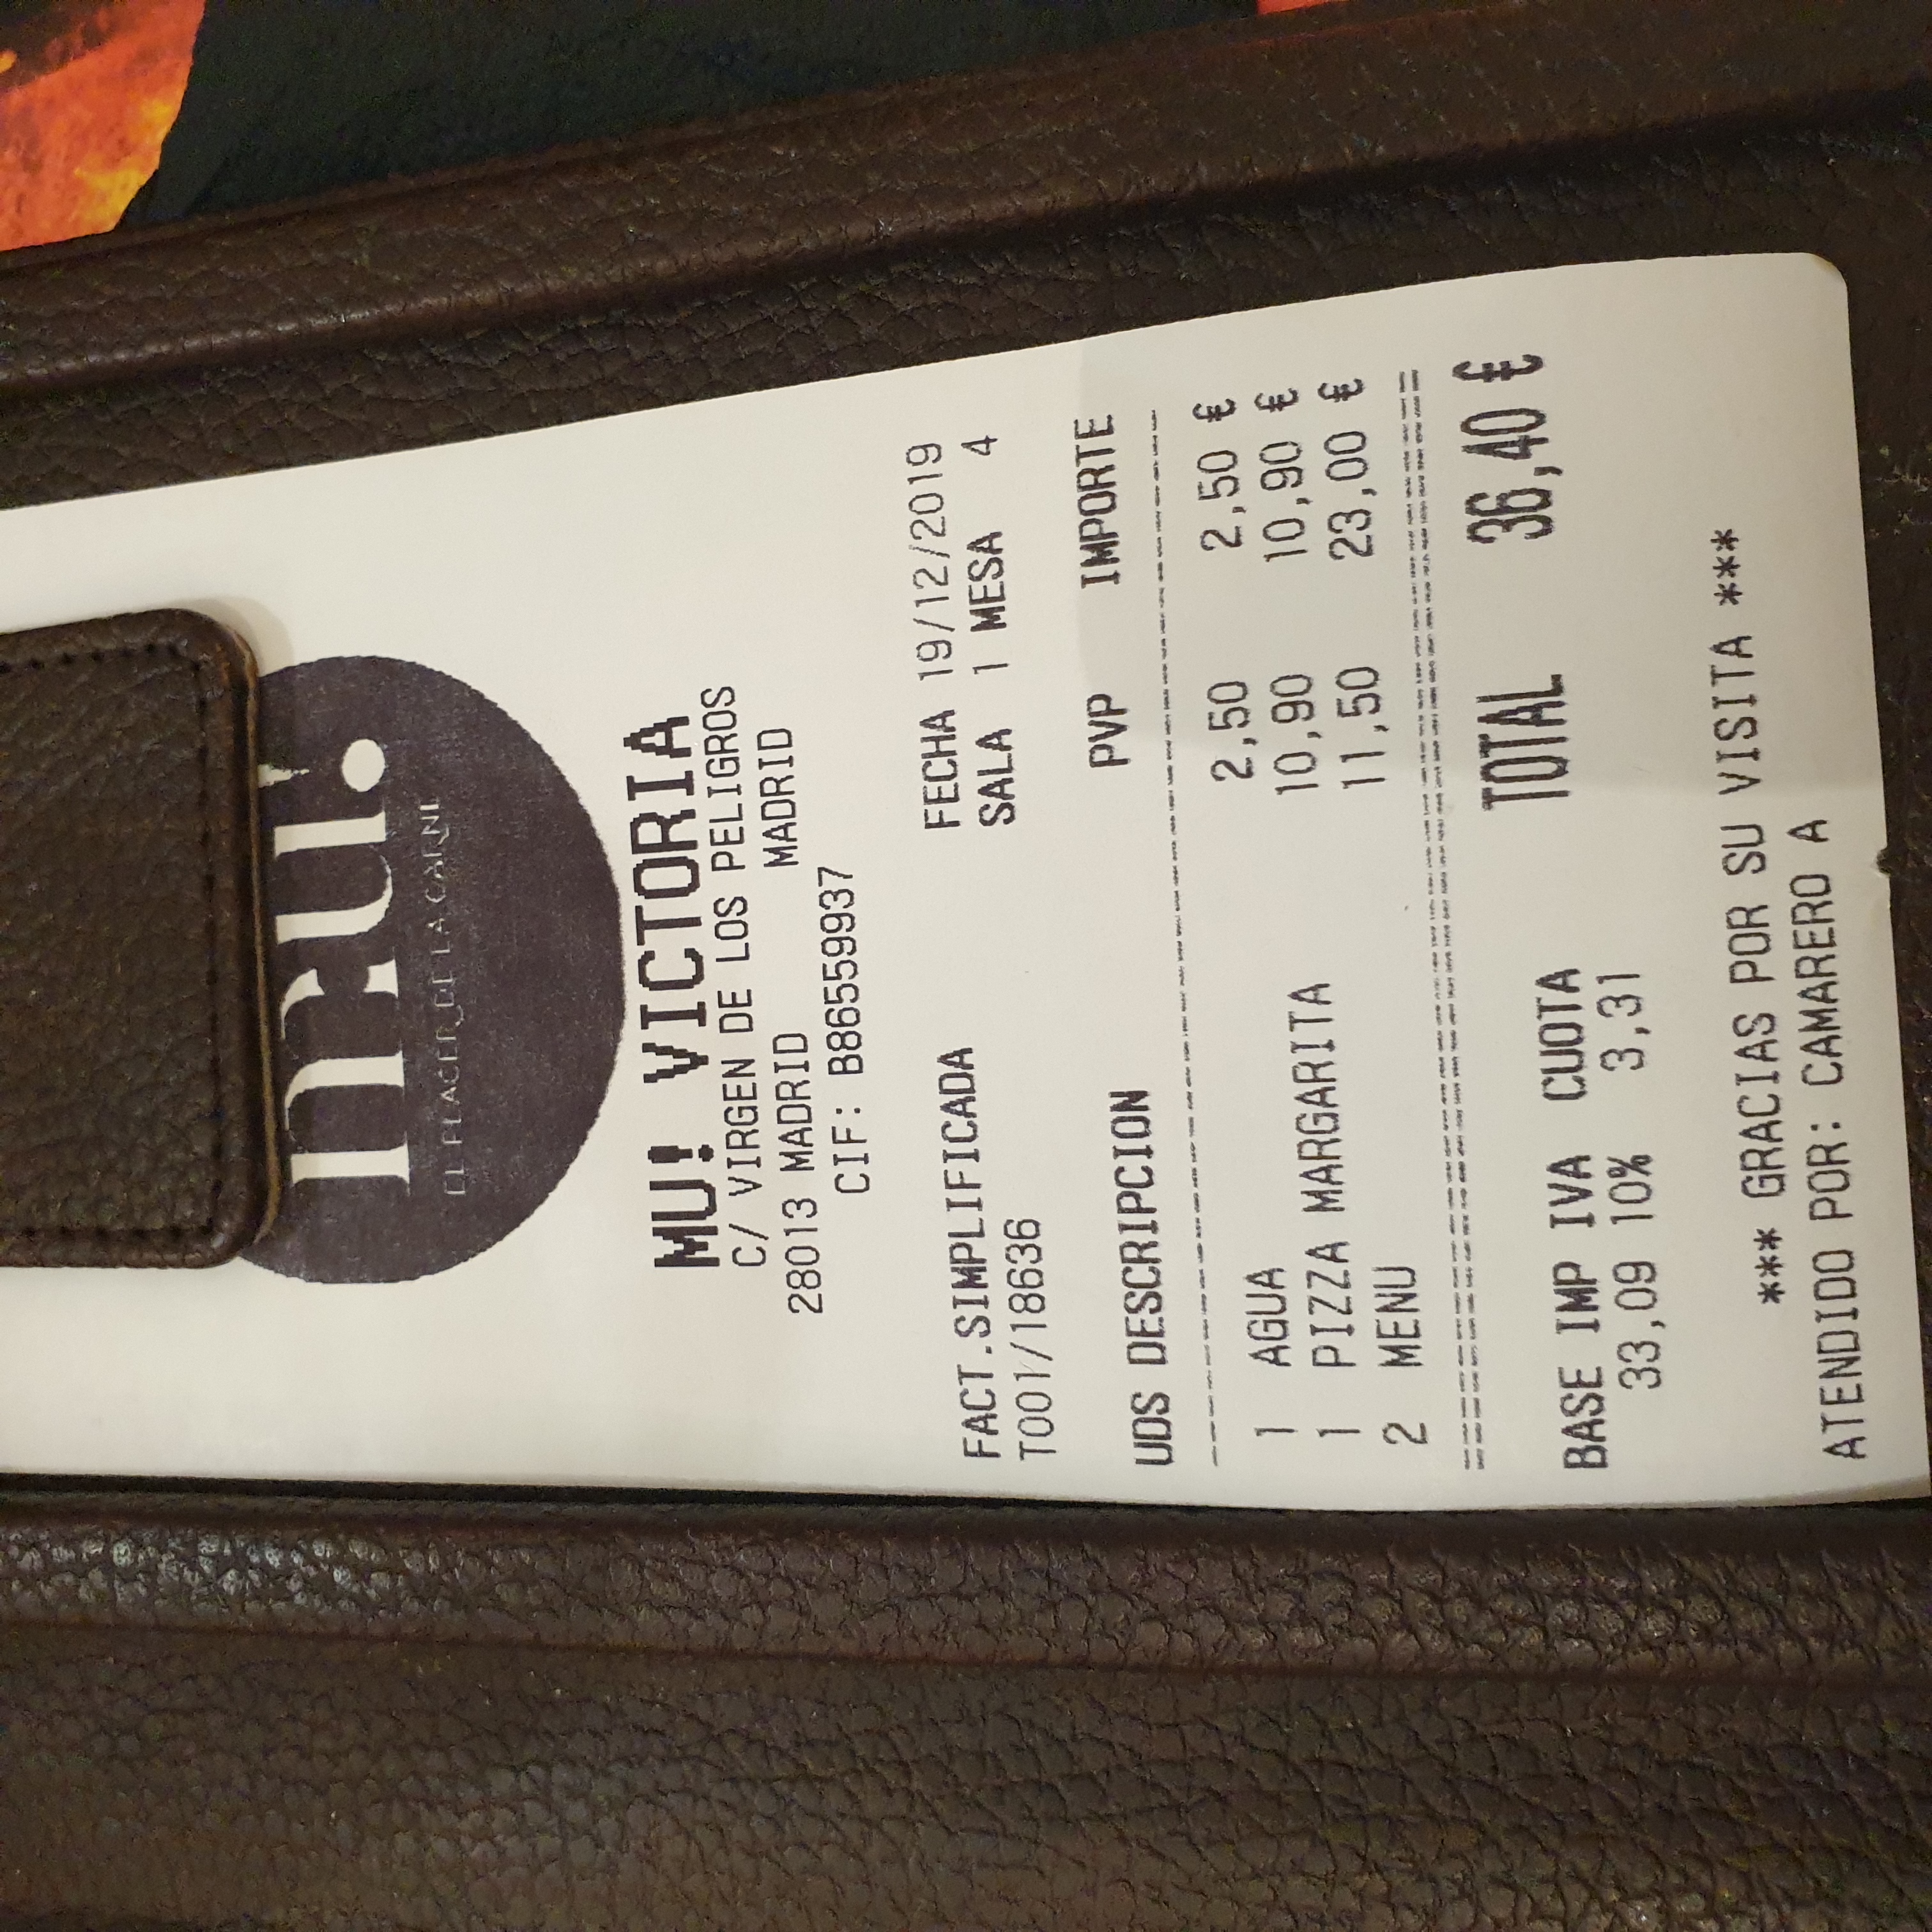 mu!
EL PLACER DE LA CARNE
MU! VICTORIA
C/ VIRGEN DE LOS PELIGROS
28013 MADRID MADRID
CIF: B86559937
FACT.SIMPLIFICADA FECHA 19/12/2019
T001/18636 SALA 1 MESA 4
UDS DESCRIPCION PVP IMPORTE
1 AGUA 2,50 2,50 €
1 PIZZA MARGARITA 10,90 10,90 €
2 MENU 11,50 23,00 €
TOTAL 36,40 €
BASE IMP IVA CUOTA
33,09 10% 3,31
*** GRACIAS POR SU VISITA ***
ATENDIDO POR: CAMARERO A